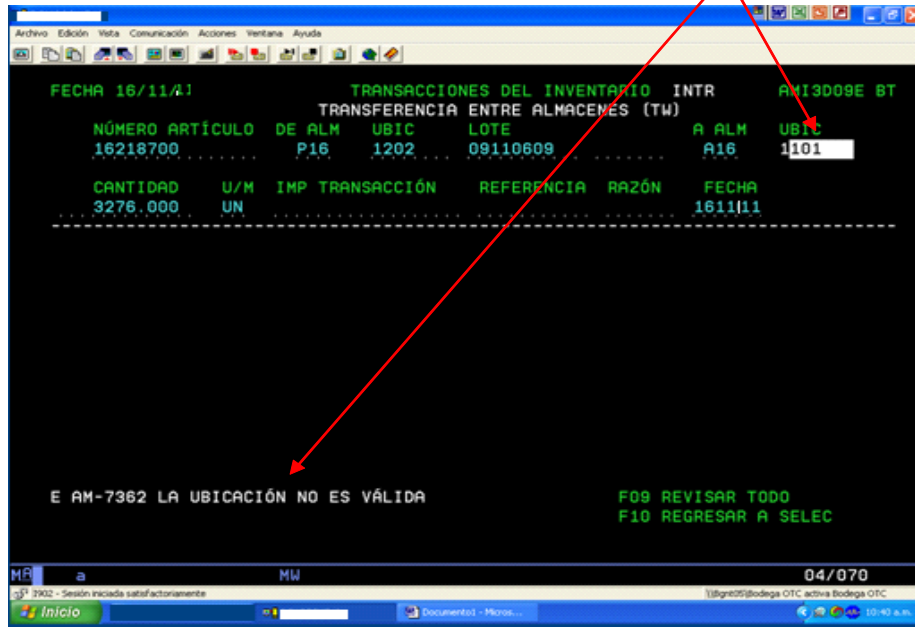 Archivo Edición Vista Comunicación Acciones Ventana Ayuda
FECHA 16/11/11 TRANSACCIONES DEL INVENTARIO INTR AMI3D09E BT
TRANSFERENCIA ENTRE ALMACENES (TW)
NÚMERO ARTÍCULO DE ALM UBIC LOTE A ALM UBIC
16218700 P16 1202 09110609 A16 1101
CANTIDAD U/M IMP TRANSACCIÓN REFERENCIA RAZÓN FECHA
3276.000 UN 161111
E AM-7362 LA UBICACIÓN NO ES VÁLIDA F09 REVISAR TODO
F10 REGRESAR A SELEC
MA a MW 04/070
I902 - Sesión iniciada satisfactoriamente Bodega OTC activa Bodega OTC
Inicio Documento1 - Micros... 10:40 a.m.